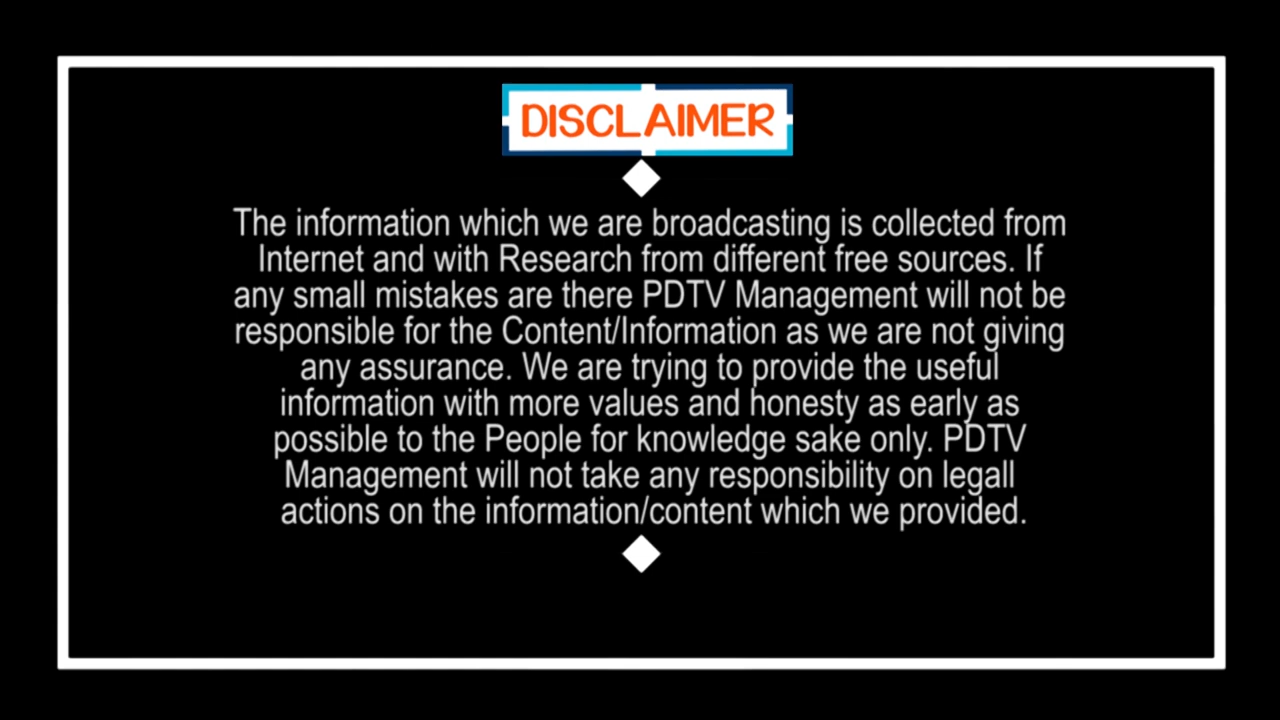 DISCLAIMER
The information which we are broadcasting is collected from
Internet and with Research from different free sources. If
any small mistakes are there PDTV Management will not be
responsible for the Content/Information as we are not giving
any assurance. We are trying to provide the useful
information with more values and honesty as early as
possible to the People for knowledge sake only. PDTV
Management will not take any responsibility on legall
actions on the information/content which we provided.